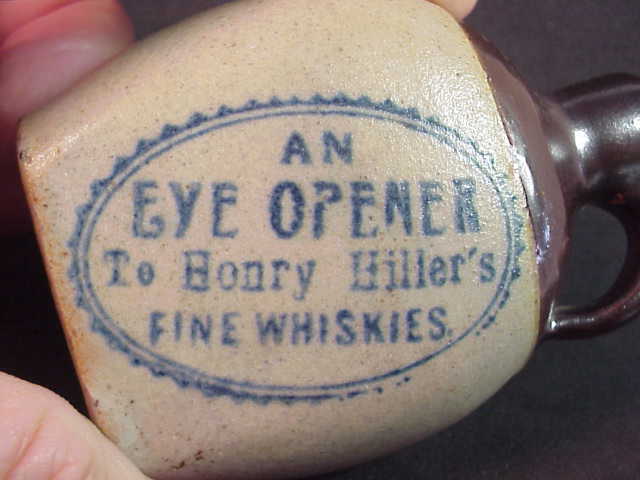 AN
EYE OPENER
To Henry Hiller's
FINE WHISKIES.